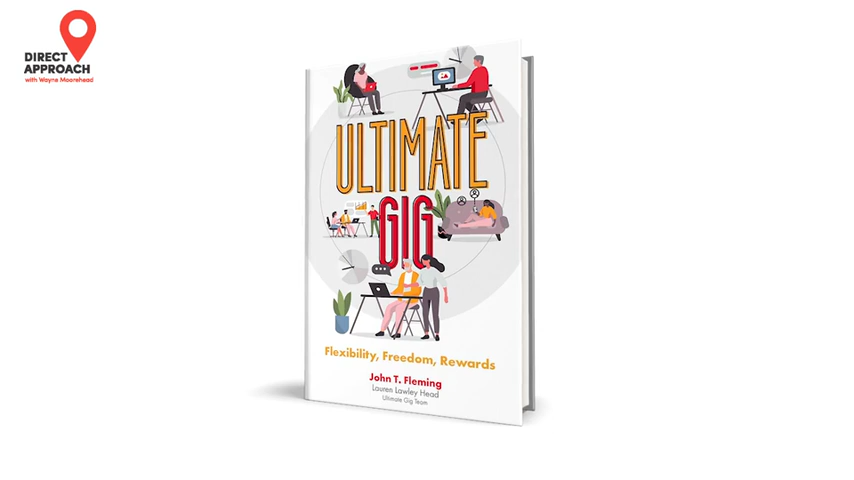 DIRECT
APPROACH
with Wayne Moorehead
ULTIMATE
GIG
Flexibility, Freedom, Rewards
John T. Fleming
Lauren Lawley Head
Ultimate Gig Team